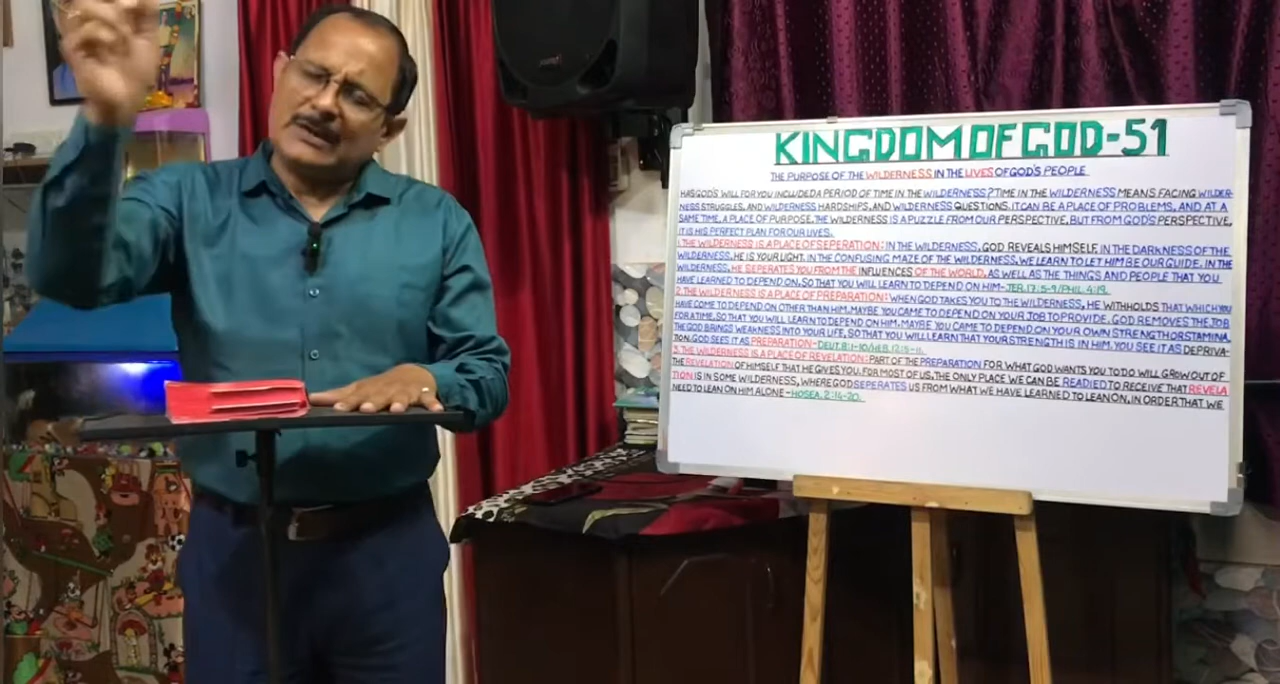 KINGDOM OF GOD-51
THE PURPOSE OF THE WILDERNESS IN THE LIVES OF GOD'S PEOPLE
HAS GOD'S WILL FOR YOU INCLUDED A PERIOD OF TIME IN THE WILDERNESS? TIME IN THE WILDERNESS MEANS FACING WILDER-
NESS STRUGGLES, AND WILDERNESS HARDSHIPS, AND WILDERNESS QUESTIONS. IT CAN BE A PLACE OF PROBLEMS, AND AT A
SAME TIME, A PLACE OF PURPOSE. THE WILDERNESS IS A PUZZLE FROM OUR PERSPECTIVE, BUT FROM GOD'S PERSPECTIVE,
IT IS HIS PERFECT PLAN FOR OUR LIVES.
1. THE WILDERNESS IS A PLACE OF SEPERATION: IN THE WILDERNESS, GOD REVEALS HIMSELF IN THE DARKNESS OF THE
WILDERNESS, HE IS YOUR LIGHT. IN THE CONFUSING MAZE OF THE WILDERNESS, WE LEARN TO LET HIM BE OUR GUIDE. IN THE
WILDERNESS, HE SEPERATES YOU FROM THE INFLUENCES OF THE WORLD, AS WELL AS THE THINGS AND PEOPLE THAT YOU
HAVE LEARNED TO DEPEND ON, SO THAT YOU WILL LEARN TO DEPEND ON HIM-JER.17:5-9/PHIL.4:19.
2. THE WILDERNESS IS A PLACE OF PREPARATION: WHEN GOD TAKES YOU TO THE WILDERNESS, HE WITHHOLDS THAT WHICH YOU
HAVE COME TO DEPEND ON OTHER THAN HIM. MAYBE YOU CAME TO DEPEND ON YOUR JOB TO PROVIDE. GOD REMOVES THE JOB
FOR A TIME, SO THAT YOU WILL LEARN TO DEPEND ON HIM. MAYBE YOU CAME TO DEPEND ON YOUR OWN STRENGTH OR STAMINA,
THE GOD BRINGS WEAKNESS INTO YOUR LIFE, SO THAT YOU WILL LEARN THAT YOUR STRENGTH IS IN HIM. YOU SEE IT AS DEPRIVA-
TION, GOD SEES IT AS PREPARATION-DEUT.8:1-10/HEB.12:10-11.
3. THE WILDERNESS IS A PLACE OF REVELATION: PART OF THE PREPARATION FOR WHAT GOD WANTS YOU TO DO WILL GROW OUT OF
THE REVELATION OF HIMSELF THAT HE GIVES YOU. FOR MOST OF US, THE ONLY PLACE WE CAN BE READIED TO RECEIVE THAT REVELA
TION IS IN SOME WILDERNESS, WHERE GOD SEPERATES US FROM WHAT WE HAVE LEARNED TO LEAN ON, IN ORDER THAT WE
NEED TO LEAN ON HIM ALONE-HOSEA.2:14-20.